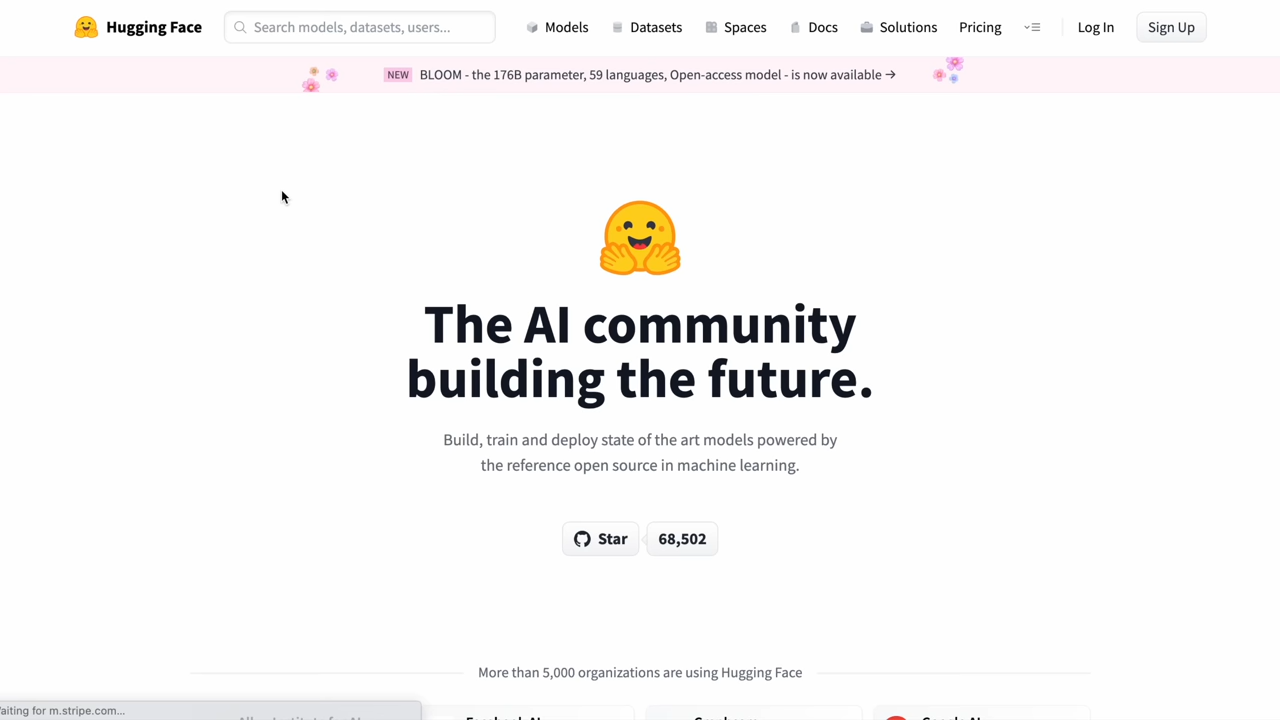 Hugging Face
Search models, datasets, users...
Models
Datasets
Spaces
Docs
Solutions
Pricing
Log In
Sign Up
NEW BLOOM - the 176B parameter, 59 languages, Open-access model - is now available →
The AI community
building the future.
Build, train and deploy state of the art models powered by
the reference open source in machine learning.
Star
68,502
More than 5,000 organizations are using Hugging Face
aiting for m.stripe.com...